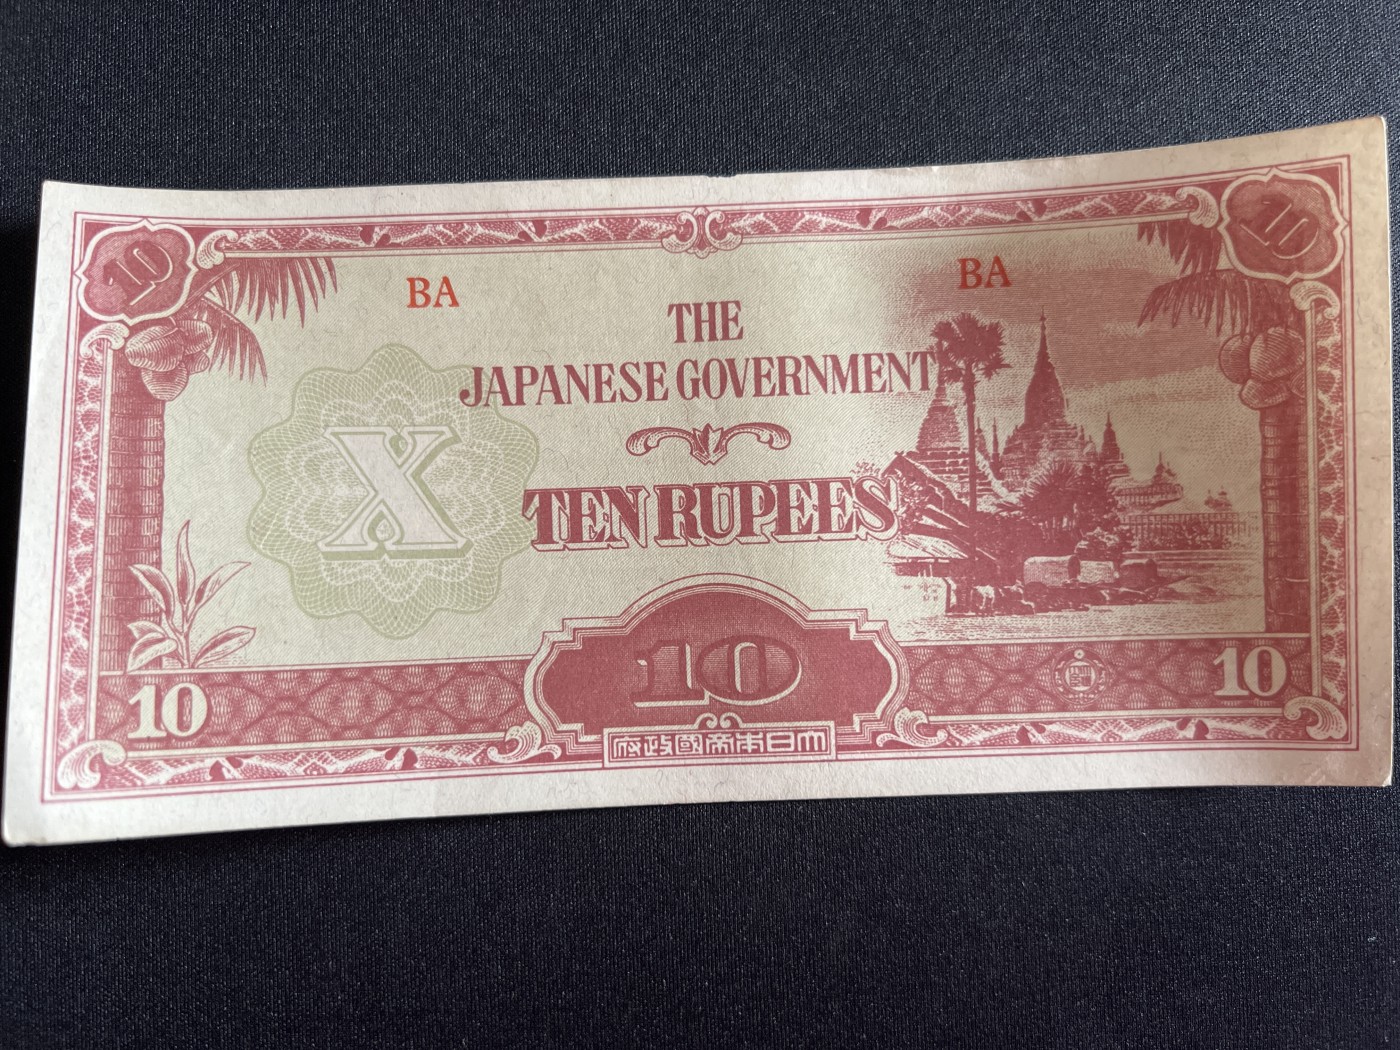 10
10
BA
BA
THE
JAPANESE GOVERNMENT
X
TEN RUPEES
10
10
10
府政國帝本日大